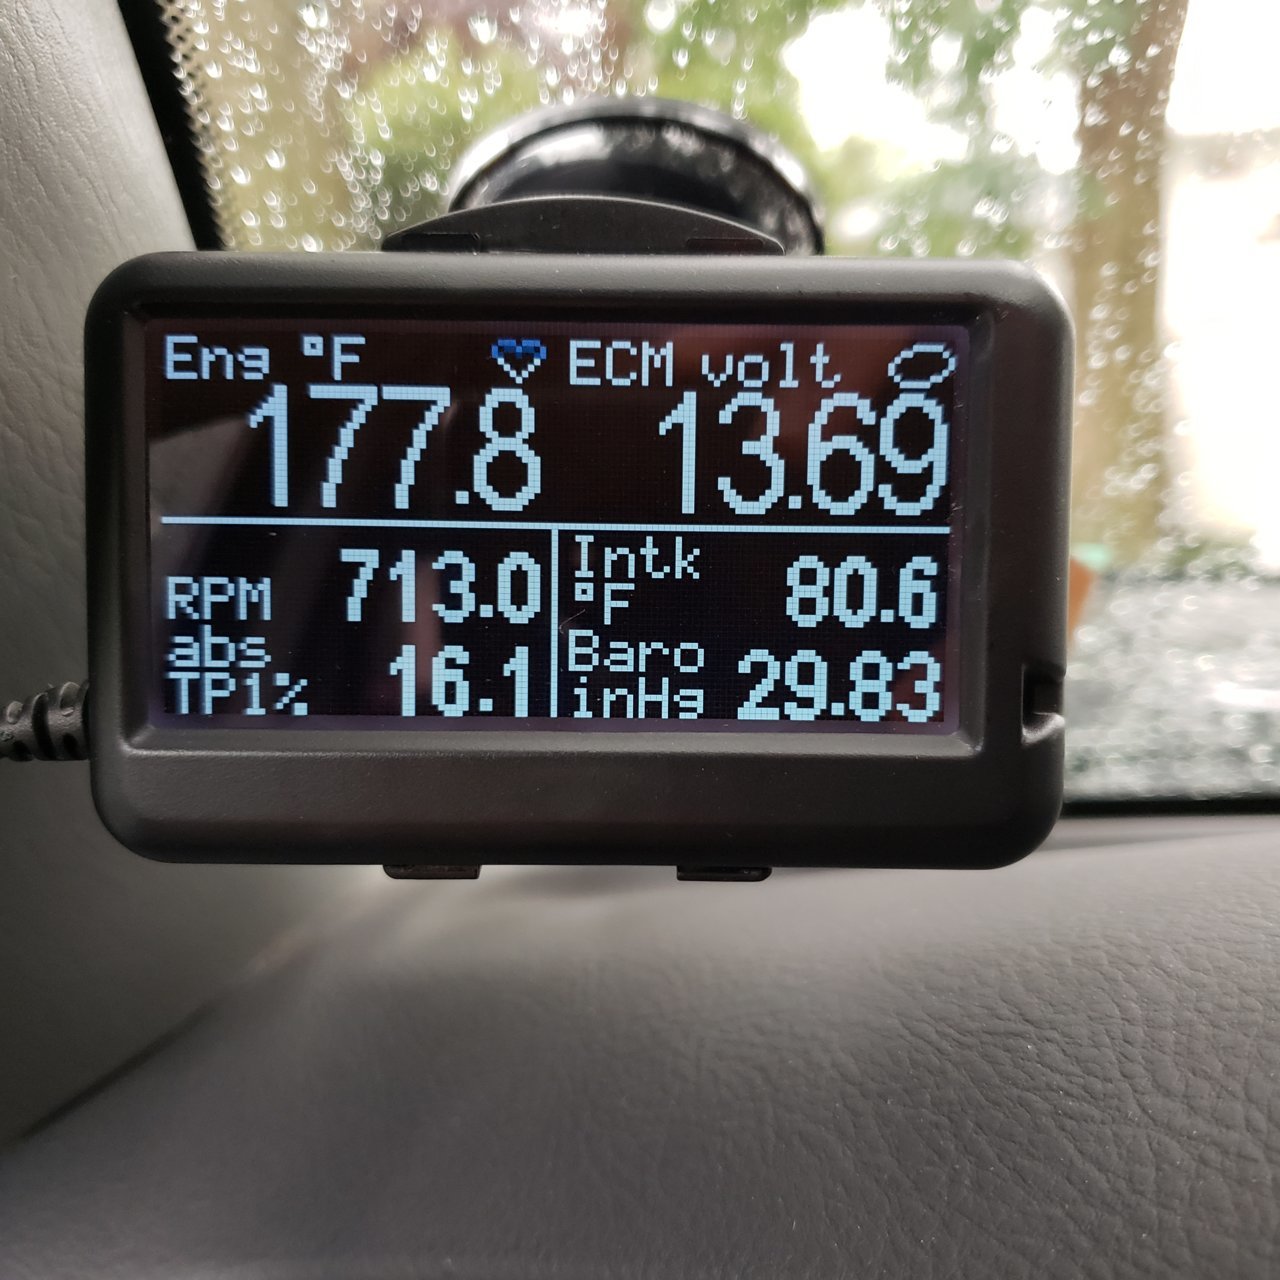 Eng °F ECM volt
177.8 13.69
RPM 713.0
abs TP1% 16.1
Intk °F 80.6
Baro inHg 29.83